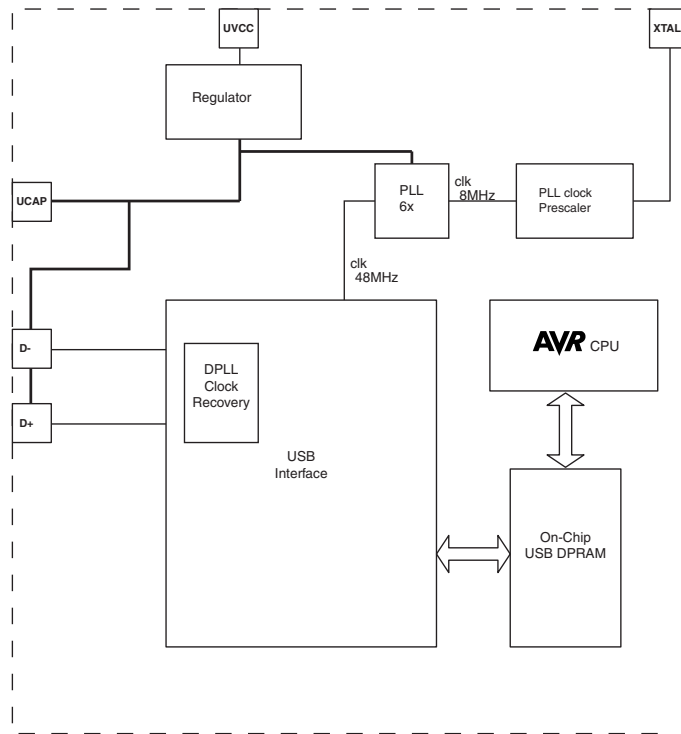 UVCC
XTAL
Regulator
UCAP
PLL
6x
clk
8MHz
PLL clock
Prescaler
clk
48MHz
D-
DPLL
Clock
Recovery
AVR CPU
D+
USB
Interface
On-Chip
USB DPRAM